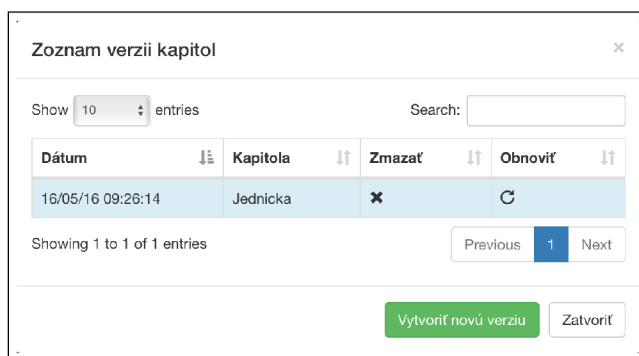 Zoznam verzii kapitol ×
Show 10 entries Search:
Dátum Kapitola Zmazať Obnoviť
16/05/16 09:26:14 Jednicka
Showing 1 to 1 of 1 entries Previous 1 Next
Vytvoriť novú verziu Zatvoriť